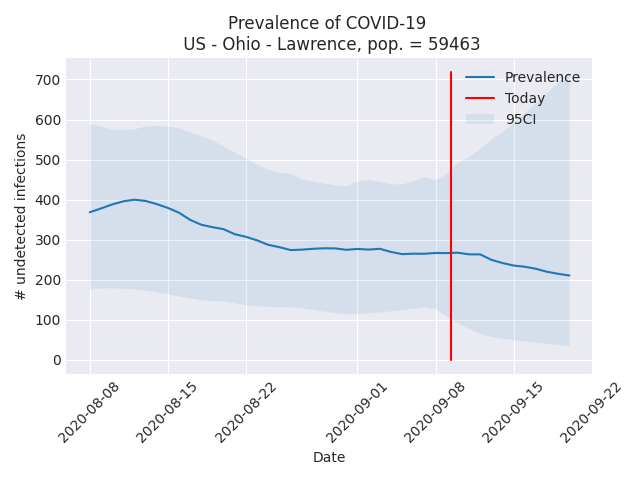 Prevalence of COVID-19
US - Ohio - Lawrence, pop. = 59463
700
600
500
400
300
200
100
0
# undetected infections
Prevalence
Today
95CI
2020-08-08
2020-08-15
2020-08-22
2020-09-01
2020-09-08
2020-09-15
2020-09-22
Date